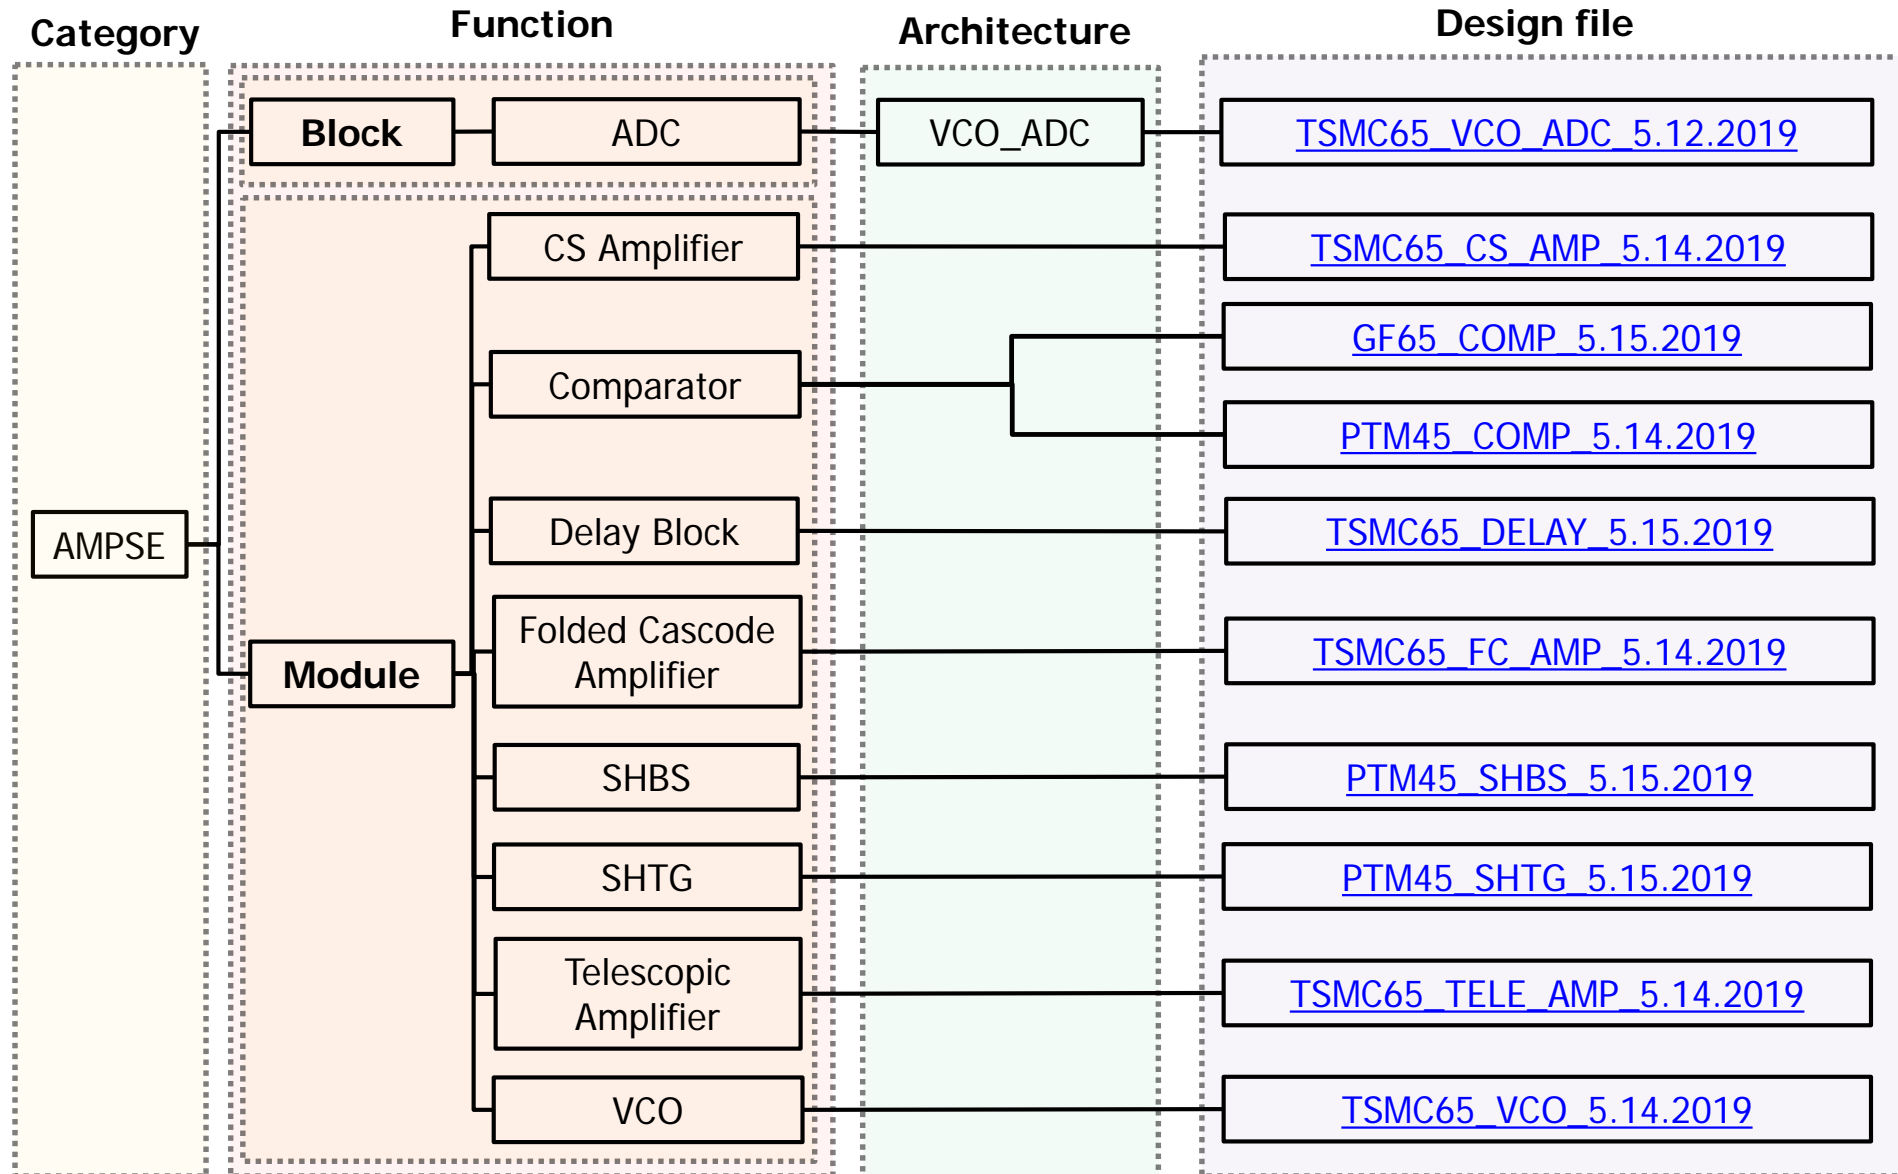 Category
Function
Architecture
Design file
Block
ADC
VCO_ADC
TSMC65_VCO_ADC_5.12.2019
CS Amplifier
TSMC65_CS_AMP_5.14.2019
GF65_COMP_5.15.2019
Comparator
PTM45_COMP_5.14.2019
Delay Block
TSMC65_DELAY_5.15.2019
AMPSE
Folded Cascode
Amplifier
TSMC65_FC_AMP_5.14.2019
Module
SHBS
PTM45_SHBS_5.15.2019
SHTG
PTM45_SHTG_5.15.2019
Telescopic
Amplifier
TSMC65_TELE_AMP_5.14.2019
VCO
TSMC65_VCO_5.14.2019